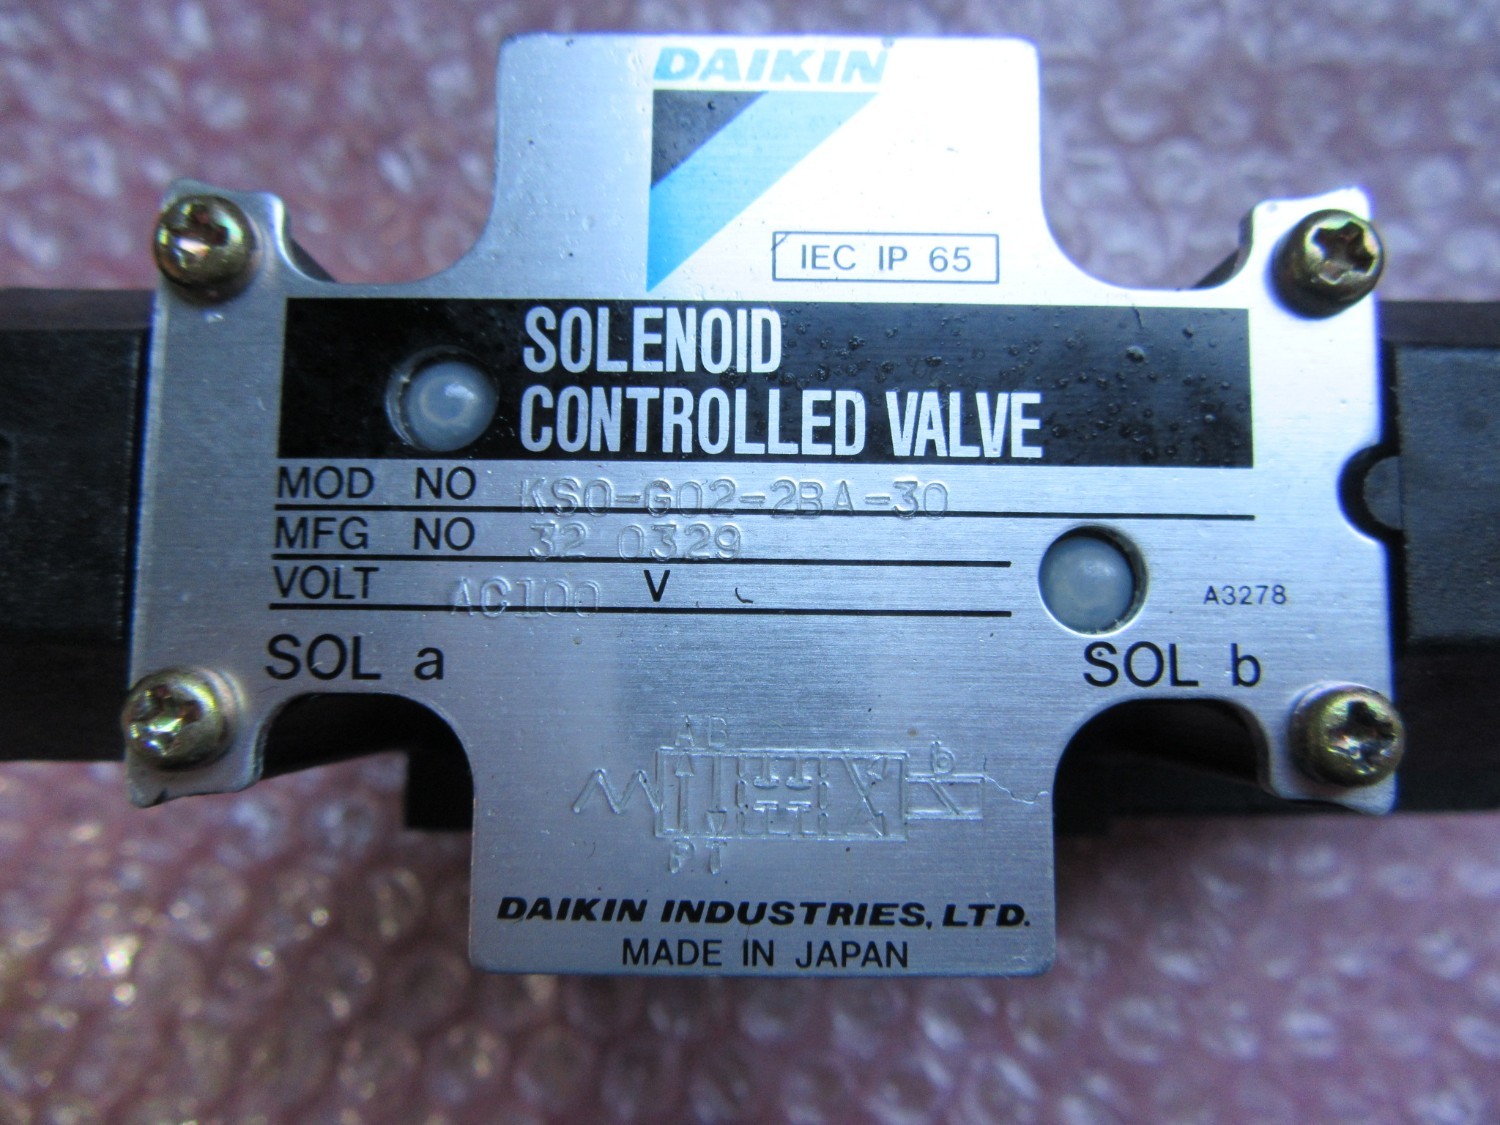 DAIKIN
IEC IP 65
SOLENOID
CONTROLLED VALVE
MOD NO KSO-G02-2BA-30
MFG NO 32 0329
VOLT AC100 V
A3278
SOL a
SOL b
A B
b
P T
DAIKIN INDUSTRIES, LTD.
MADE IN JAPAN